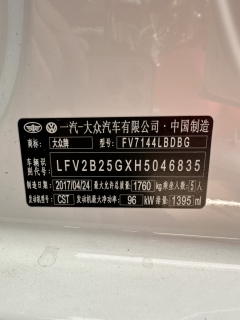 一汽-大众汽车有限公司·中国制造
品牌: 大众牌 型号: FV7144LBDBG
车辆识别代号: LFV2B25GXH5046835
制造年月: 2017/04/24 最大允许总质量: 1760 kg 乘坐人数: 5 人
发动机型号: CST 发动机最大净功率: 96 kW 排量: 1395 ml